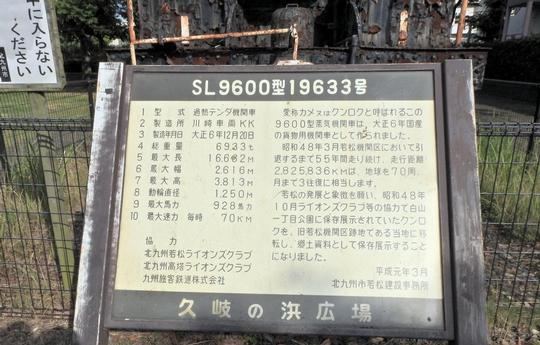 中に入らない
ください
SL9600型19633号
1 型式 過熱テンダ機関車
2 製造所 川崎車両KK
3 製造年月日 大正6年12月20日
4 総重量 69.33t
5 最大長 16.662M
6 最大幅 2.616M
7 最大高 3.813M
8 動輪直径 1.250M
9 最大馬力 928馬力
10 最大速力 毎時 70KM
協力
北九州若松ライオンズクラブ
北九州高塔ライオンズクラブ
九州旅客鉄道株式会社
愛称カメ又はクンロクと呼ばれるこの
9600型蒸気機関車は、大正6年国産
の貨物用機関車として作られました。
昭和48年3月若松機関区において引
退するまで55年間走り続け、走行距離
2,825,836KMは、地球を70周、
月まで3往復に相当します。
若松の発展と象徴を願い、昭和48年
10月ライオンズクラブ等の協力で白山
一丁目公園に保存展示されていたクンロ
クを、旧若松機関区跡地である当地に移
転し、郷土資料として保存展示すること
になりました。
平成元年3月
北九州市若松建設事務所
久岐の浜広場